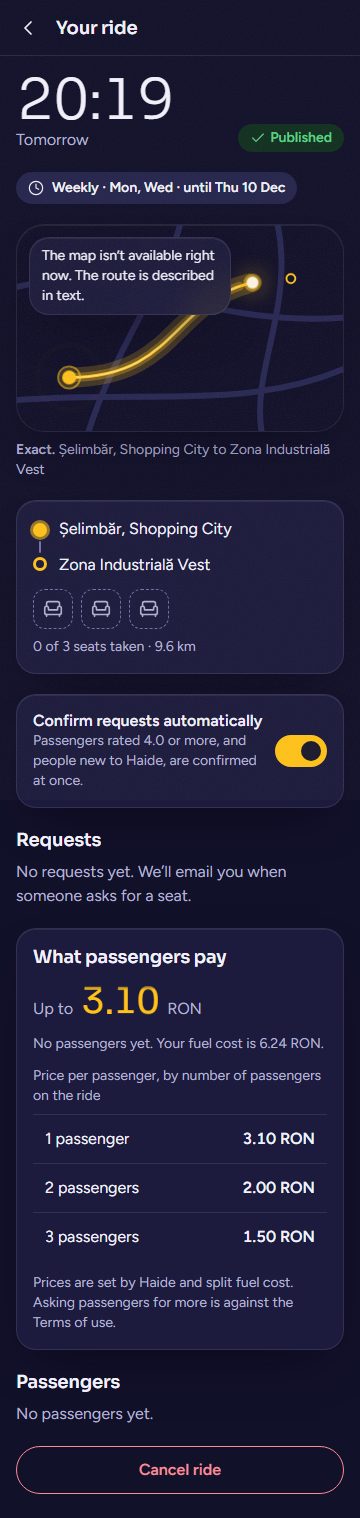 Your ride
20:19
Tomorrow
Published
Weekly · Mon, Wed · until Thu 10 Dec
The map isn’t available right
now. The route is described
in text.
Exact. Șelimbăr, Shopping City to Zona Industrială
Vest
Șelimbăr, Shopping City
Zona Industrială Vest
0 of 3 seats taken · 9.6 km
Confirm requests automatically
Passengers rated 4.0 or more, and
people new to Haide, are confirmed
at once.
Requests
No requests yet. We’ll email you when
someone asks for a seat.
What passengers pay
Up to 3.10 RON
No passengers yet. Your fuel cost is 6.24 RON.
Price per passenger, by number of passengers
on the ride
1 passenger 3.10 RON
2 passengers 2.00 RON
3 passengers 1.50 RON
Prices are set by Haide and split fuel cost.
Asking passengers for more is against the
Terms of use.
Passengers
No passengers yet.
Cancel ride